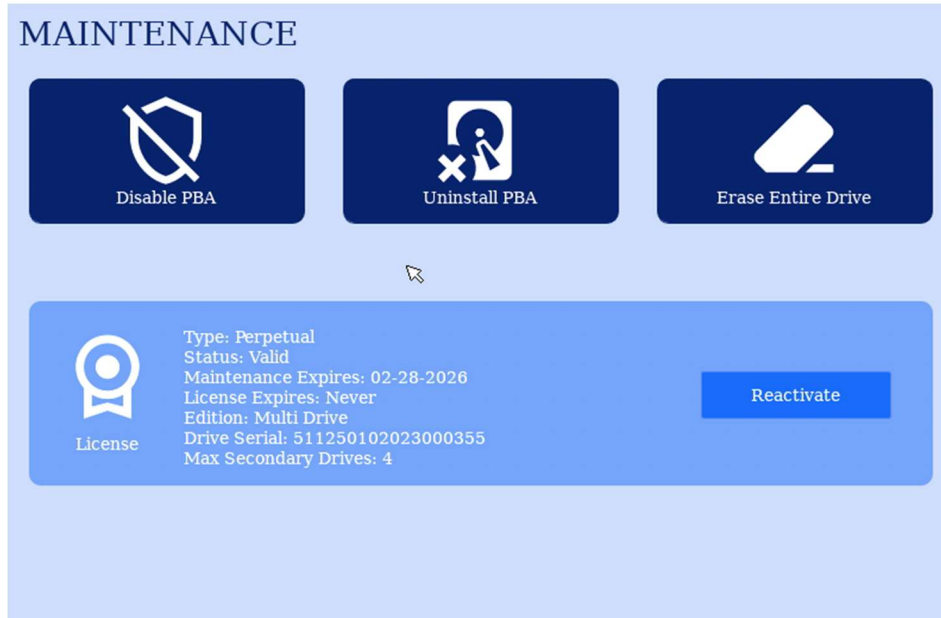 MAINTENANCE
Disable PBA
Uninstall PBA
Erase Entire Drive
Type: Perpetual
Status: Valid
Maintenance Expires: 02-28-2026
License Expires: Never
Edition: Multi Drive
Drive Serial: 511250102023000355
Max Secondary Drives: 4
License
Reactivate